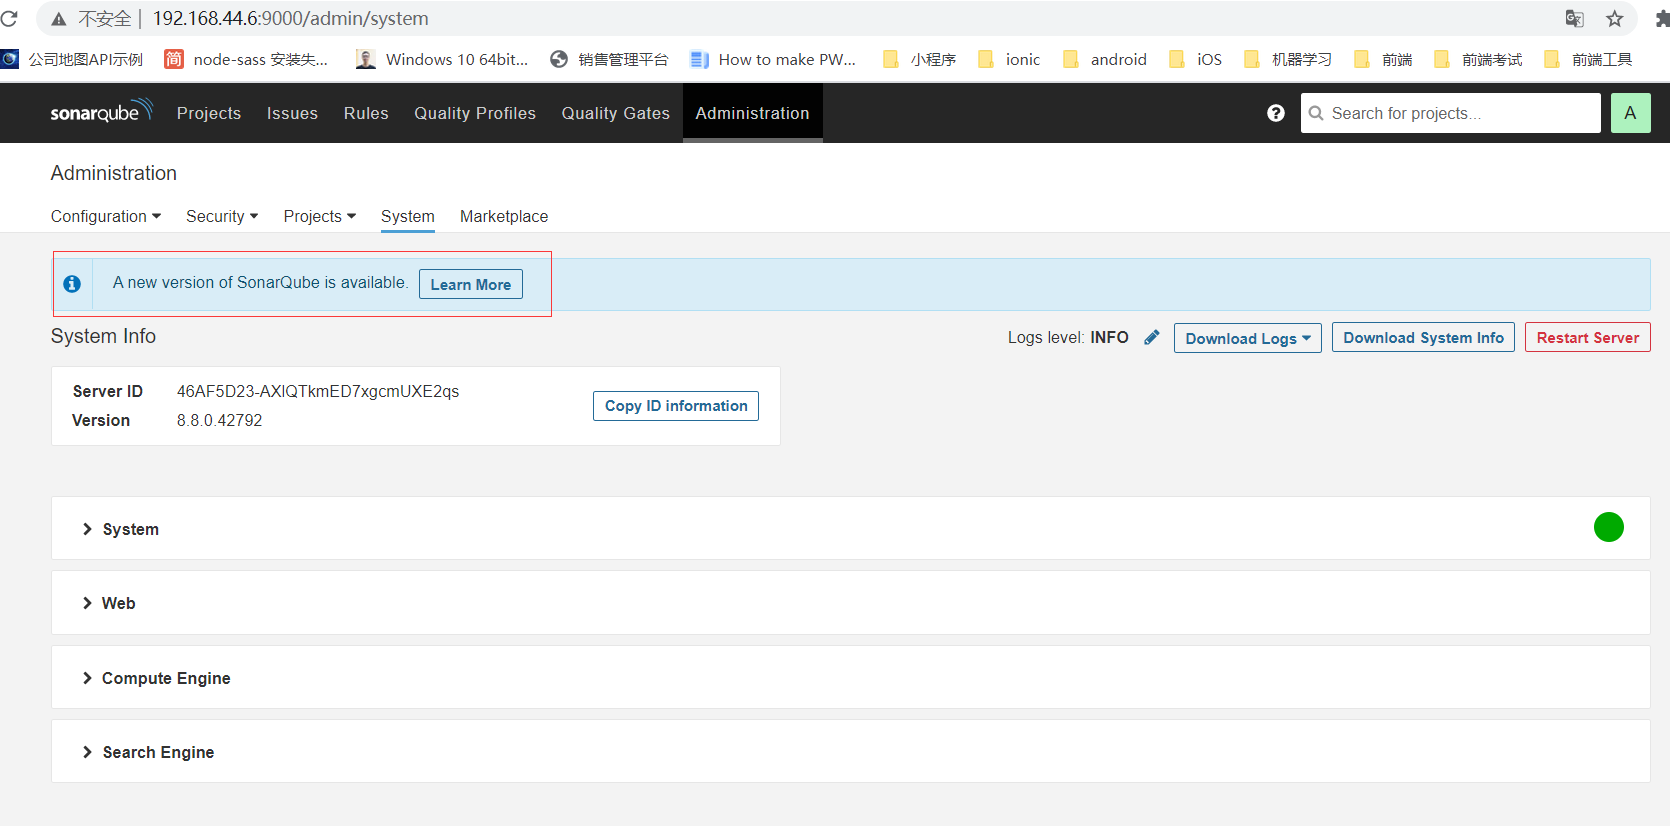 不安全 | 192.168.44.6:9000/admin/system
公司地图API示例 简 node-sass 安装失... Windows 10 64bit... 销售管理平台 How to make PW... 小程序 ionic android iOS 机器学习 前端 前端考试 前端工具
sonarqube Projects Issues Rules Quality Profiles Quality Gates Administration ? Search for projects... A
Administration
Configuration Security Projects System Marketplace
A new version of SonarQube is available. Learn More
System Info Logs level: INFO Download Logs Download System Info Restart Server
Server ID 46AF5D23-AXlQTkmED7xgcmUXE2qs Copy ID information
Version 8.8.0.42792
System
Web
Compute Engine
Search Engine